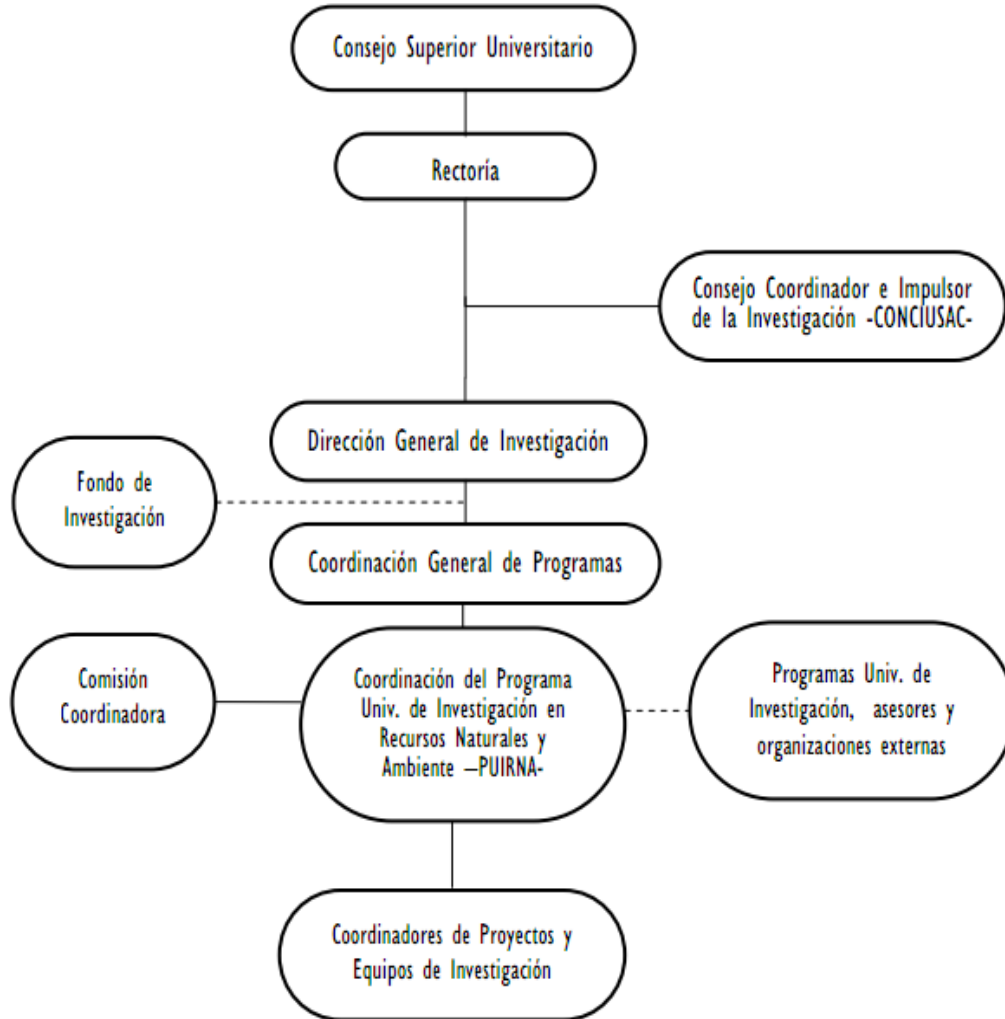 Consejo Superior Universitario
Rectoría
Consejo Coordinador e Impulsor
de la Investigación -CONCIUSAC-
Dirección General de Investigación
Fondo de
Investigación
Coordinación General de Programas
Comisión
Coordinadora
Coordinación del Programa
Univ. de Investigación en
Recursos Naturales y
Ambiente –PUIRNA-
Programas Univ. de
Investigación, asesores y
organizaciones externas
Coordinadores de Proyectos y
Equipos de Investigación